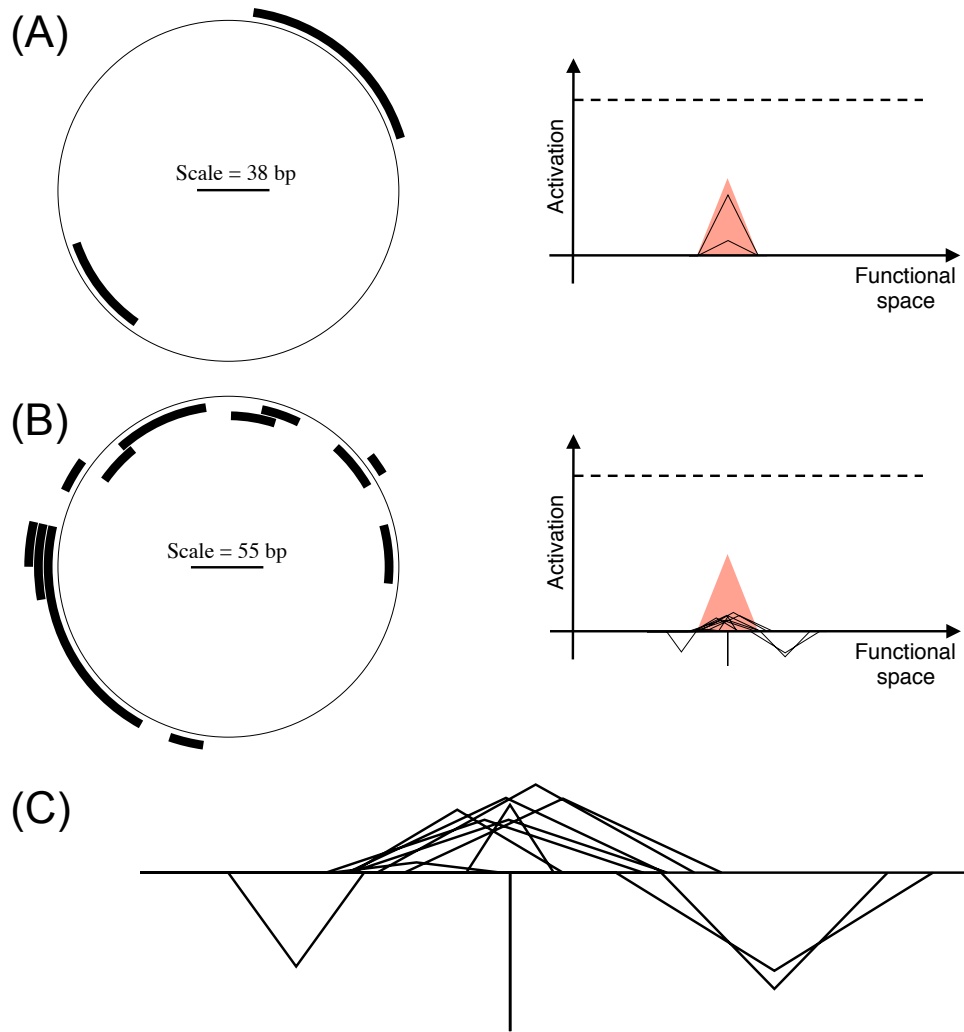 (A)
Scale = 38 bp
Activation
Functional
space
(B)
Scale = 55 bp
Activation
Functional
space
(C)